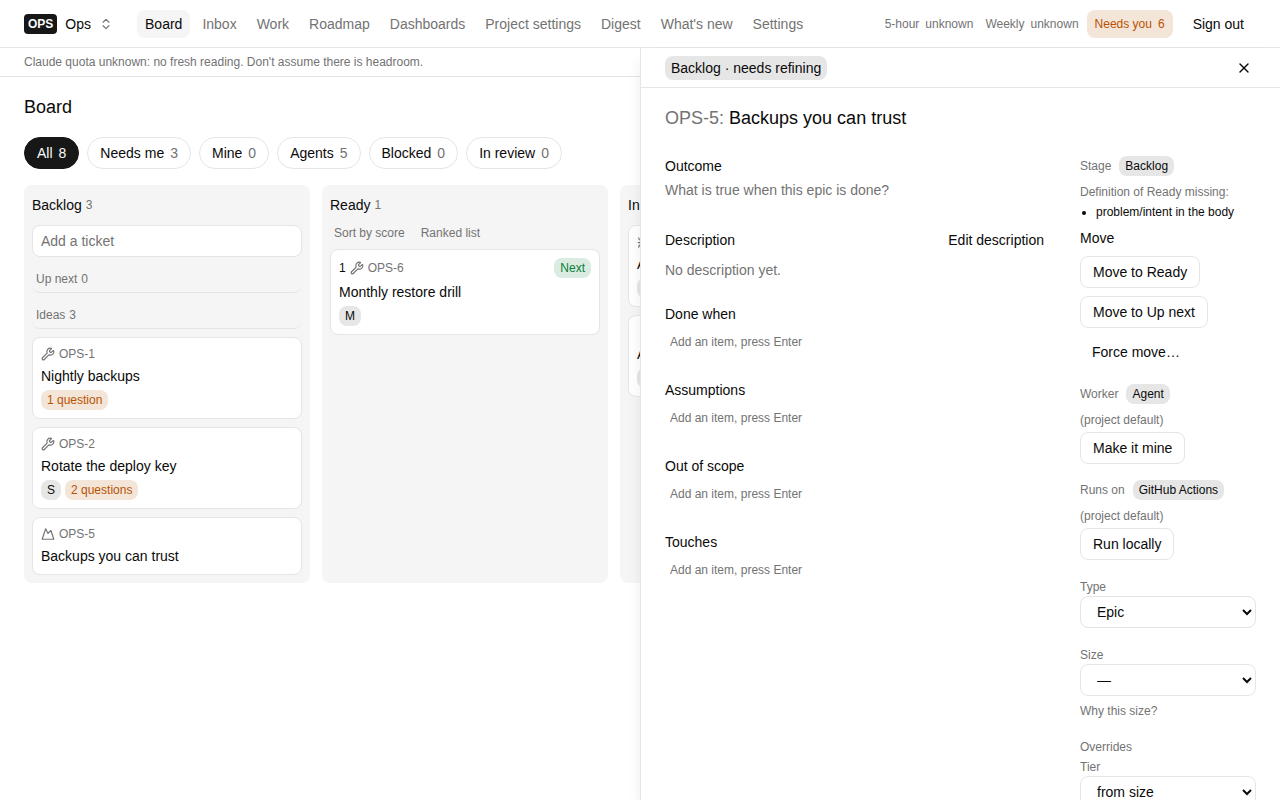 OPS Ops Board Inbox Work Roadmap Dashboards Project settings Digest What's new Settings 5-hour unknown Weekly unknown Needs you 6 Sign out
Claude quota unknown: no fresh reading. Don't assume there is headroom.
Board
All 8 Needs me 3 Mine 0 Agents 5 Blocked 0 In review 0
Backlog 3
Add a ticket
Up next 0
Ideas 3
OPS-1
Nightly backups
1 question
OPS-2
Rotate the deploy key
S 2 questions
OPS-5
Backups you can trust
Ready 1
Sort by score Ranked list
1 OPS-6 Next
Monthly restore drill
M
In
Backlog · needs refining
OPS-5: Backups you can trust
Outcome
What is true when this epic is done?
Description Edit description
No description yet.
Done when
Add an item, press Enter
Assumptions
Add an item, press Enter
Out of scope
Add an item, press Enter
Touches
Add an item, press Enter
Stage Backlog
Definition of Ready missing:
• problem/intent in the body
Move
Move to Ready
Move to Up next
Force move…
Worker Agent
(project default)
Make it mine
Runs on GitHub Actions
(project default)
Run locally
Type
Epic
Size
—
Why this size?
Overrides
Tier
from size